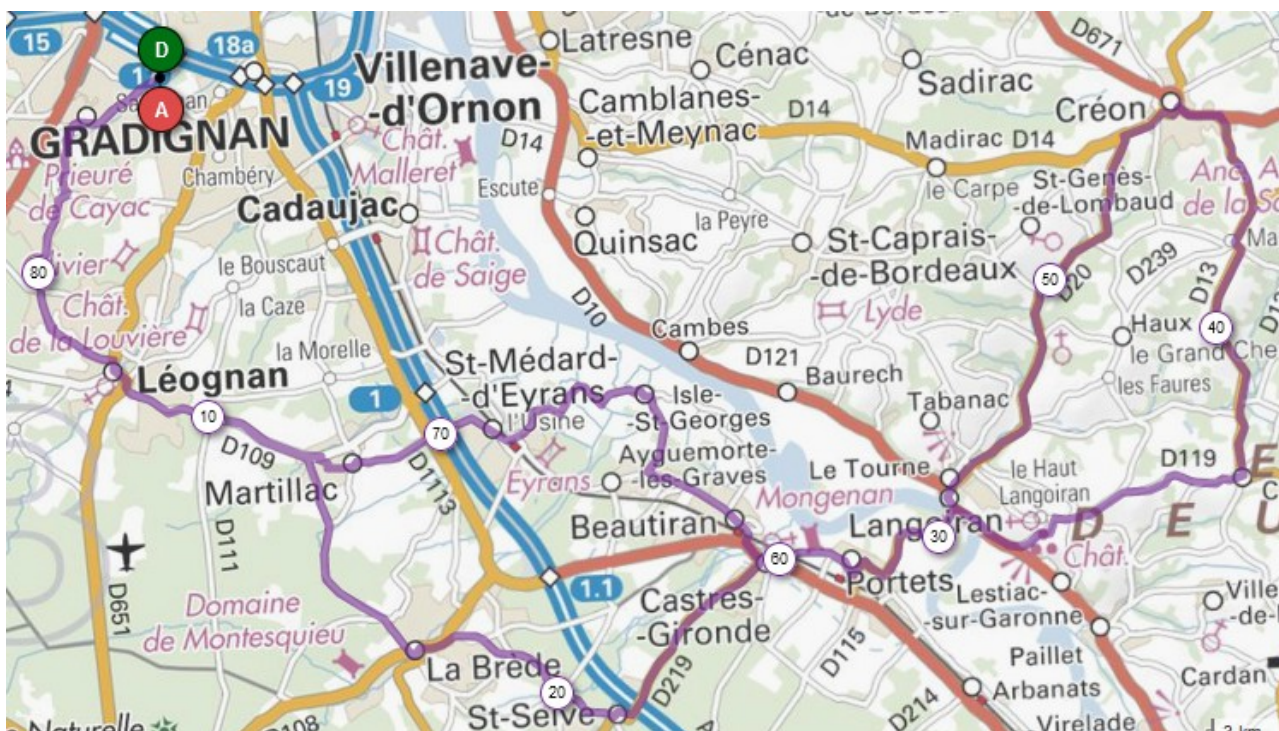 15
D
18a
1
A
19
Latresne
Cénac
Sadirac
D671
Villenave-
-d'Ornon
GRADIGNAN
Camblanes-
-et-Meynac
D14
Créon
Madirac D14
D14
Chât.
Malleret
Prieuré
de Cayac
Chambéry
Escute
le Carpe
St-Genès-
-de-Lombaud
la Peyre
Cadaujac
Quinsac
St-Caprais-
-de-Bordeaux
D239
D13
Chât.
de Saige
le Bouscaut
80
la Caze
50
D20
Lyde
D10
Chât.
de la Louvière
Cambes
D121
Haux
40
le Grand Che
les Faures
la Morelle
St-Médard-
-d'Eyrans
Léognan
1
Baurech
Isle-
-St-Georges
Tabanac
10
l'Usine
70
D109
Martillac
D1113
Eyrans
Ayguemorte-
-les-Graves
Le Tourne
le Haut
Langoiran
D119
Mongenan
Beautiran
Langoiran
30
D
E
U
E
Chât.
D111
60
Portets
1.1
Castres-
-Gironde
Lestiac-
-sur-Garonne
D651
Domaine
de Montesquieu
D115
Paillet
Cardan
La Brède
20
St-Selve
D219
D214
Arbanats
Virelade
Naturelle
D108